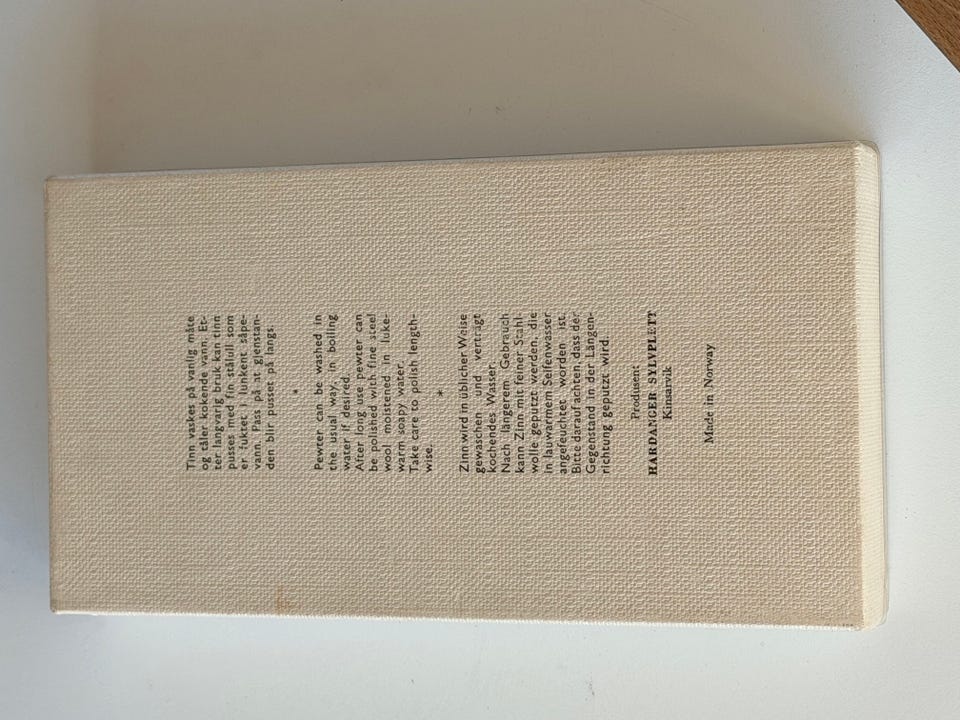 Tinn vaskes på vanlig måte
og tåler kokende vann. Et-
ter langvarig bruk kan tinn
pusses med fin stålull som
er fuktet i lunkent såpe-
vann. Pass på at gjenstan-
den blir pusset på langs.
*
Pewter can be washed in
the usual way, in boiling
water if desired.
After long use pewter can
be polished with fine steel
wool moistened in luke-
warm soapy water.
Take care to polish length-
wise.
*
Zinn wird in üblicher Weise
gewaschen und verträgt
kochendes Wasser.
Nach längerem Gebrauch
kann Zinn mit feiner Stahl-
wolle geputzt werden, die
in lauwarmem Seifenwasser
angefeuchtet worden ist.
Bitte darauf achten, dass der
Gegenstand in der Längen-
richtung geputzt wird.
Produsent
HARDANGER SYLVPLETT
Kinsarvik
Made in Norway